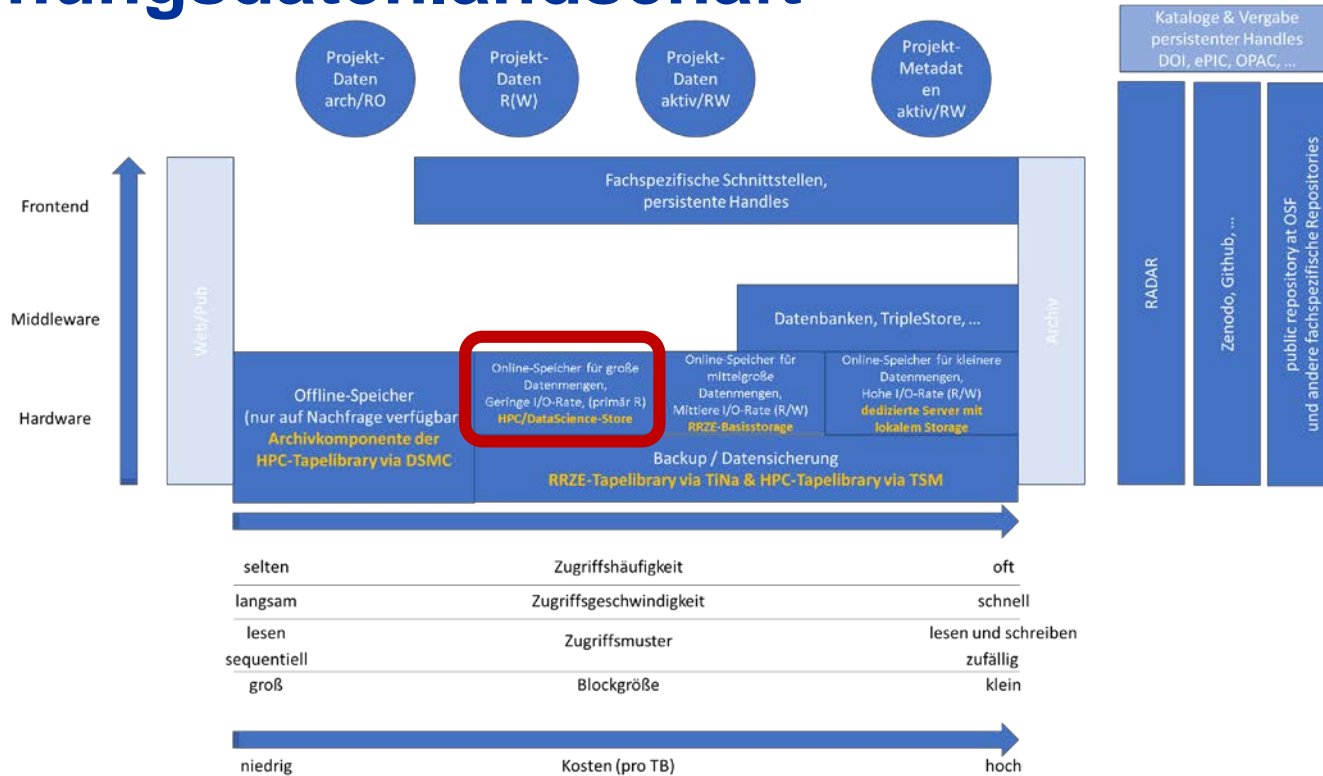 Projekt-
Daten
arch/RO
Projekt-
Daten
R(W)
Projekt-
Daten
aktiv/RW
Projekt-
Metadat
en
aktiv/RW
Kataloge & Vergabe
persistenter Handles
DOI, ePIC, OPAC, ...
Frontend
Middleware
Hardware
Web/Pub
Fachspezifische Schnittstellen,
persistente Handles
Datenbanken, TripleStore, ...
Offline-Speicher
(nur auf Nachfrage verfügbar
Archivkomponente der
HPC-Tapelibrary via DSMC
Online-Speicher für große
Datenmengen,
Geringe I/O-Rate, (primär R)
HPC/DataScience-Store
Online-Speicher für
mittelgroße
Datenmengen,
Mittlere I/O-Rate (R/W)
RRZE-Basisstorage
Online-Speicher für kleinere
Datenmengen,
Hohe I/O-Rate (R/W)
dedizierte Server mit
lokalem Storage
Backup / Datensicherung
RRZE-Tapelibrary via TiNa & HPC-Tapelibrary via TSM
Archiv
RADAR
Zenodo, Github, ...
public repository at OSF
und andere fachspezifische Repositories
selten Zugriffshäufigkeit oft
langsam Zugriffsgeschwindigkeit schnell
lesen Zugriffsmuster lesen und schreiben
sequentiell zufällig
groß Blockgröße klein
niedrig Kosten (pro TB) hoch